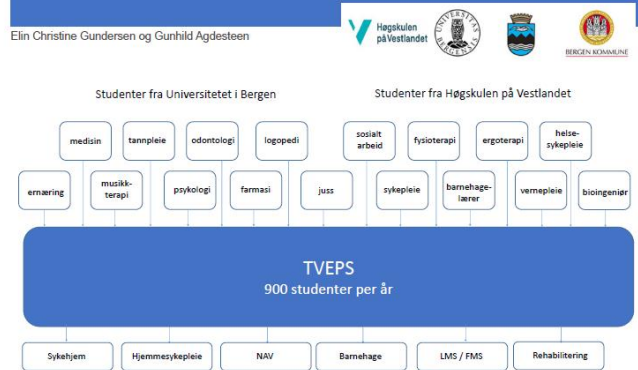 Elin Christine Gundersen og Gunhild Agdesteen
Høgskulen
på Vestlandet
UNIVERSITAS
BERGENSIS
BERGEN KOMMUNE
Studenter fra Universitetet i Bergen
Studenter fra Høgskulen på Vestlandet
medisin
tannpleie
odontologi
logopedi
sosialt
arbeid
fysioterapi
ergoterapi
helse-
sykepleie
ernæring
musikk-
terapi
psykologi
farmasi
juss
sykepleie
barnehage-
lærer
vernepleie
bioingeniør
TVEPS
900 studenter per år
Sykehjem
Hjemmesykepleie
NAV
Barnehage
LMS / FMS
Rehabilitering